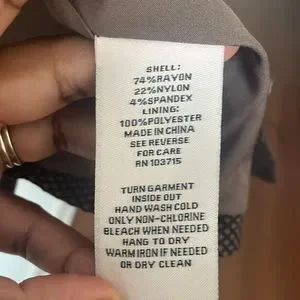 SHELL:
74%RAYON
22%NYLON
4%SPANDEX
LINING:
100%POLYESTER
MADE IN CHINA
SEE REVERSE
FOR CARE
RN 103715
TURN GARMENT
INSIDE OUT
HAND WASH COLD
ONLY NON-CHLORINE
BLEACH WHEN NEEDED
HANG TO DRY
WARM IRON IF NEEDED
OR DRY CLEAN